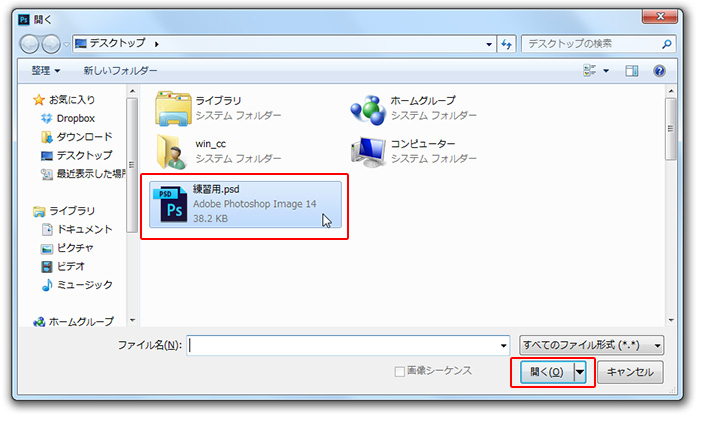 Ps 開く
デスクトップ
デスクトップの検索
整理
新しいフォルダー
お気に入り
Dropbox
ダウンロード
デスクトップ
最近表示した場所
ライブラリ
ドキュメント
ピクチャ
ビデオ
ミュージック
ホームグループ
ライブラリ
システム フォルダー
ホームグループ
システム フォルダー
win_cc
システム フォルダー
コンピューター
システム フォルダー
PSD
Ps
練習用.psd
Adobe Photoshop Image 14
38.2 KB
ファイル名(N):
すべてのファイル形式 (*.*)
画像シーケンス
開く(O)
キャンセル